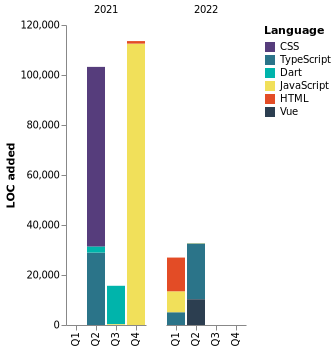 2021
2022
LOC added
120,000
100,000
80,000
60,000
40,000
20,000
0
Q1
Q2
Q3
Q4
Q1
Q2
Q3
Q4
Language
CSS
TypeScript
Dart
JavaScript
HTML
Vue